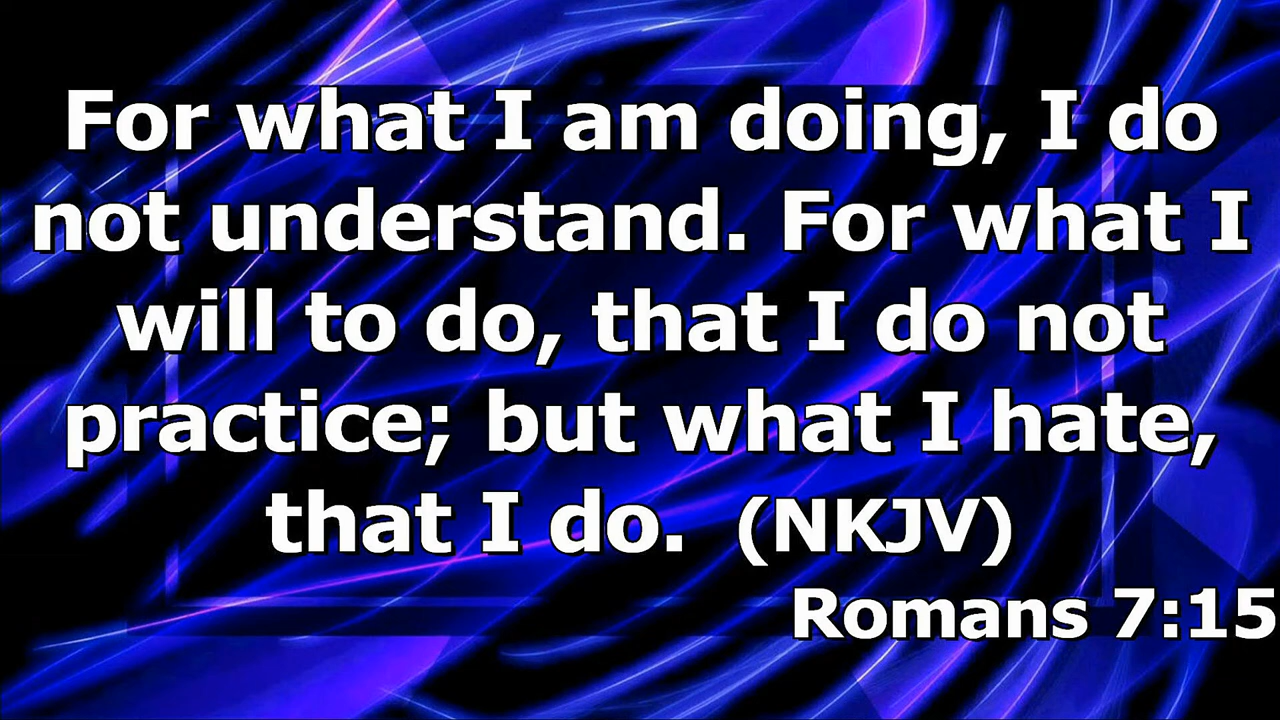 For what I am doing, I do
not understand. For what I
will to do, that I do not
practice; but what I hate,
that I do. (NKJV)
Romans 7:15